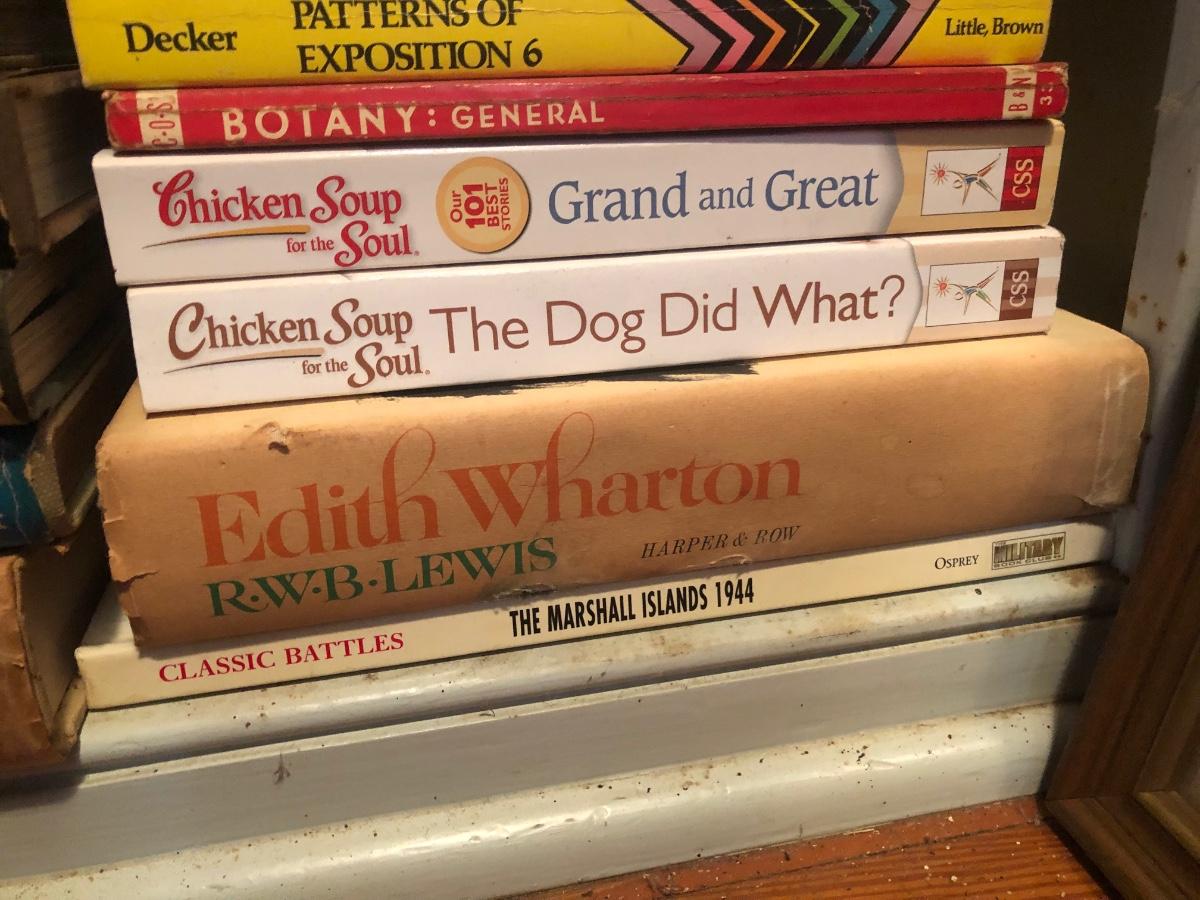 Decker
PATTERNS OF
EXPOSITION 6
Little, Brown
C·O·S
BOTANY: GENERAL
B & N
Chicken Soup
for the Soul
Our
101
BEST
STORIES
Grand and Great
CSS
Chicken Soup
for the Soul
The Dog Did What?
CSS
Edith Wharton
R·W·B·LEWIS
HARPER & ROW
CLASSIC BATTLES
THE MARSHALL ISLANDS 1944
OSPREY
MILITARY
BOOK CLUB